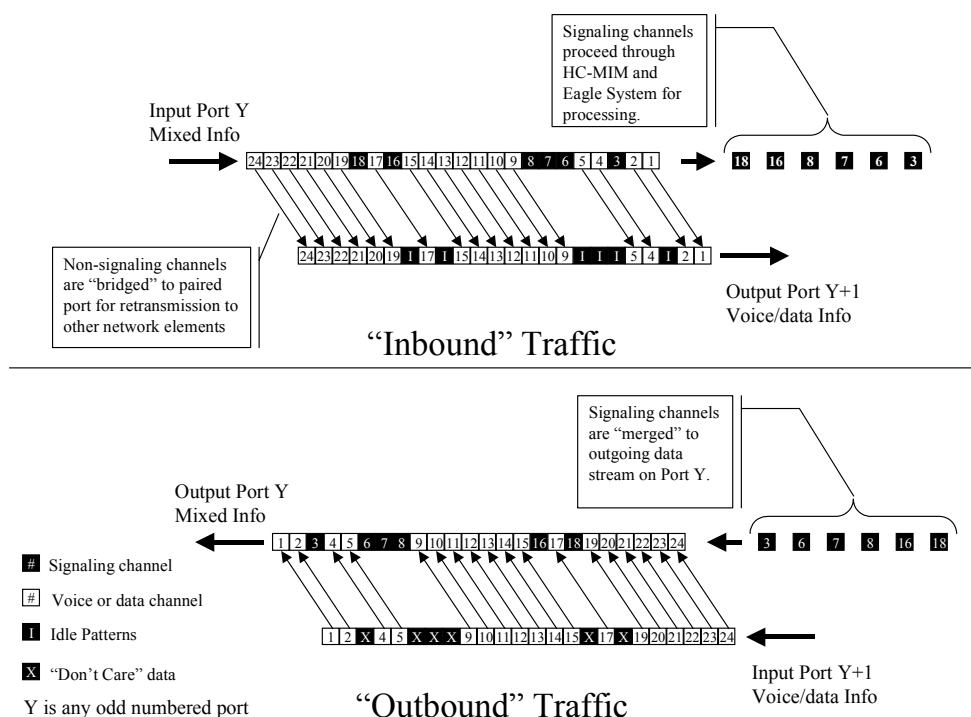 Signaling channels
proceed through
HC-MIM and
Eagle System for
processing.
Input Port Y
Mixed Info
24 23 22 21 20 19 18 17 16 15 14 13 12 11 10 9 8 7 6 5 4 3 2 1
18 16 8 7 6 3
24 23 22 21 20 19 I 17 I 15 14 13 12 11 10 9 I I I 5 4 I 2 1
Non-signaling channels
are “bridged” to paired
port for retransmission to
other network elements
Output Port Y+1
Voice/data Info
“Inbound” Traffic
Signaling channels
are “merged” to
outgoing data
stream on Port Y.
Output Port Y
Mixed Info
1 2 3 4 5 6 7 8 9 10 11 12 13 14 15 16 17 18 19 20 21 22 23 24
3 6 7 8 16 18
# Signaling channel
# Voice or data channel
I Idle Patterns
X “Don’t Care” data
Y is any odd numbered port
1 2 X 4 5 X X X 9 10 11 12 13 14 15 X 17 X 19 20 21 22 23 24
Input Port Y+1
Voice/data Info
“Outbound” Traffic